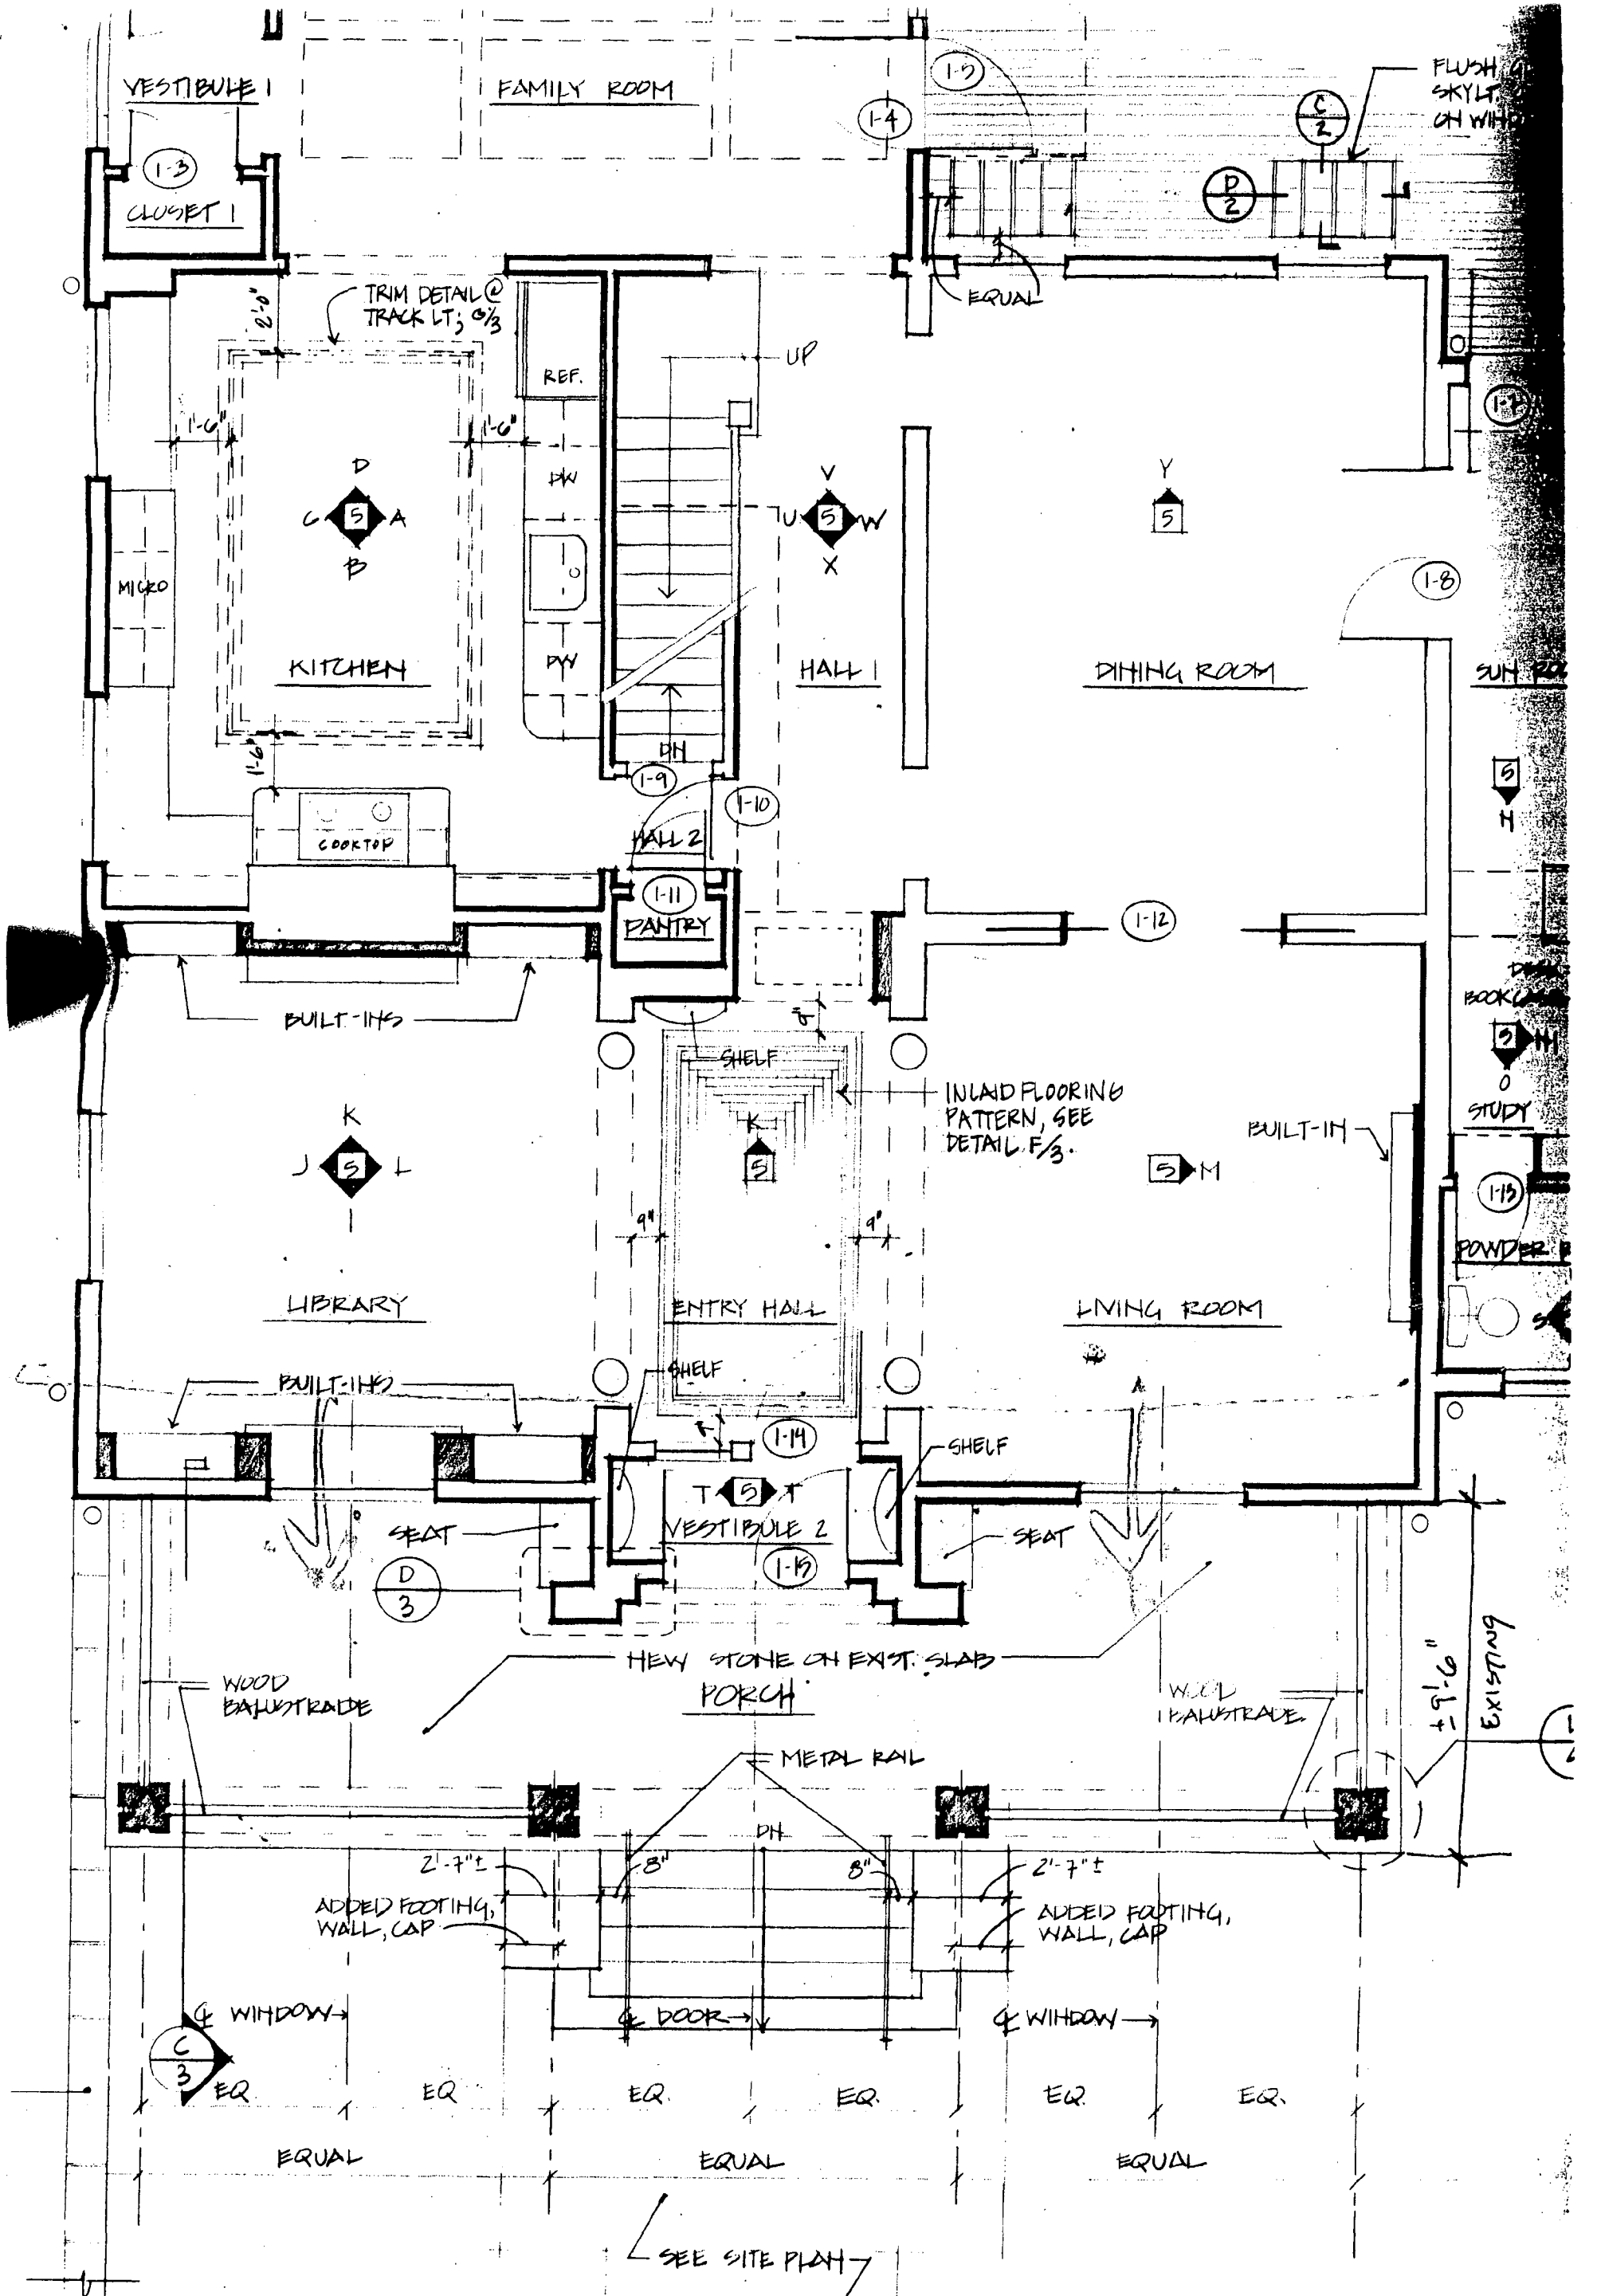 VESTIBULE 1
FAMILY ROOM
1-5
1-4
FLUSH
SKYLT.
ON
C
2
1-3
CLOSET 1
D
2
TRIM DETAIL @
TRACK LT; G/3
2'-0"
EQUAL
REF.
UP
1'-6"
1'-6"
D
C 5 A
B
DW
V
U 5 W
X
Y
5
MICRO
1-8
KITCHEN
DW
HALL 1
DINING ROOM
SUN
DN
1'-6"
1-9
1-10
5
N
COOKTOP
HALL 2
1-11
PANTRY
1-12
BUILT-INS
SHELF
5
O
STUDY
INLAID FLOORING
PATTERN, SEE
DETAIL F/3.
BUILT-IN
K
J 5 L
I
K
5
5 M
1-13
9"
9"
POWDER
LIBRARY
ENTRY HALL
LIVING ROOM
SHELF
BUILT-INS
1-14
SHELF
T 5 T
SEAT
VESTIBULE 2
SEAT
1-15
D
3
NEW STONE ON EXIST. SLAB
PORCH
WOOD
BALUSTRADE
WOOD
BALUSTRADE
± 9'-6"
EXISTING
METAL RAIL
DN
2'-7"±
8"
8"
2'-7"±
ADDED FOOTING,
WALL, CAP
ADDED FOOTING,
WALL, CAP
℄ WINDOW
℄ DOOR
℄ WINDOW
C
3
EQ.
EQ
EQ.
EQ.
EQ.
EQ.
EQUAL
EQUAL
EQUAL
SEE SITE PLAN